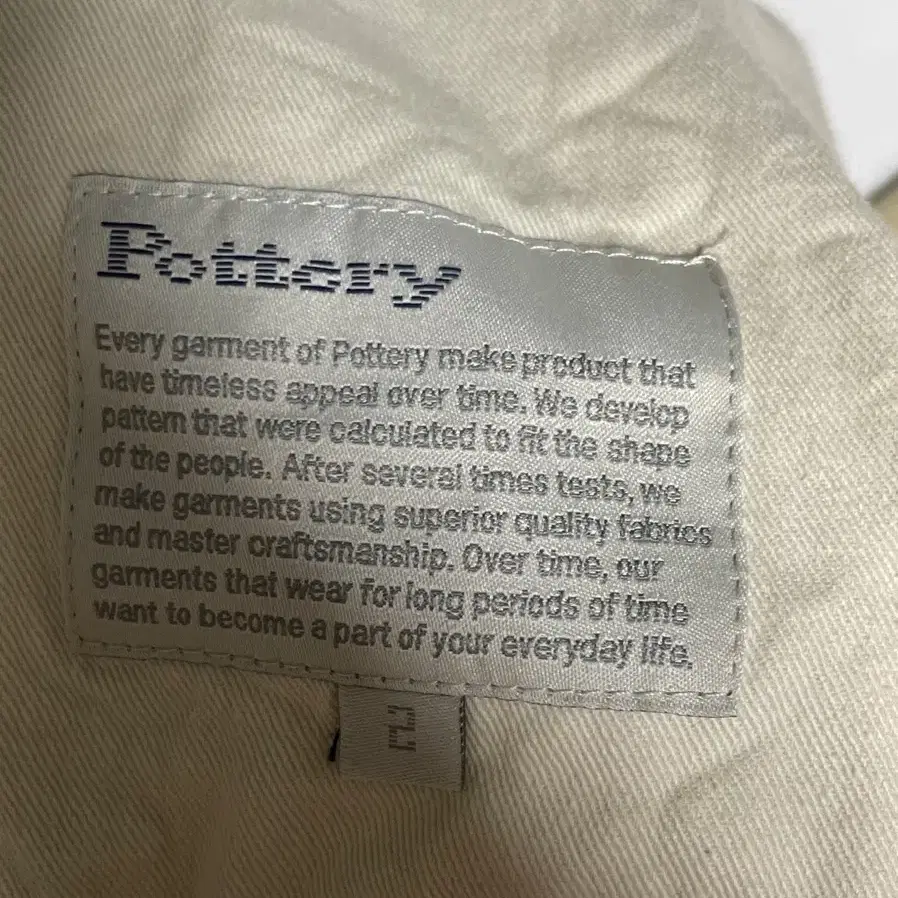 Pottery
Every garment of Pottery make product that
have timeless appeal over time. We develop
pattern that were calculated to fit the shape
of the people. After several times tests, we
make garments using superior quality fabrics
and master craftsmanship. Over time, our
garments that wear for long periods of time
want to become a part of your everyday life.